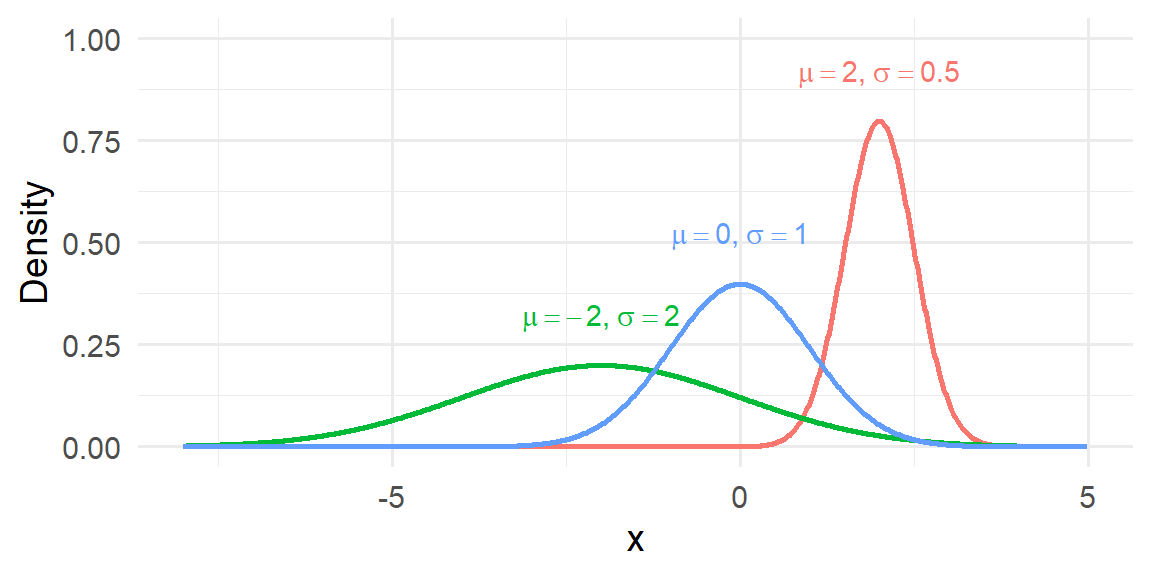 1.00
μ = 2, σ = 0.5
0.75
Density
0.50
μ = 0, σ = 1
μ = −2, σ = 2
0.25
0.00
-5
0
5
x